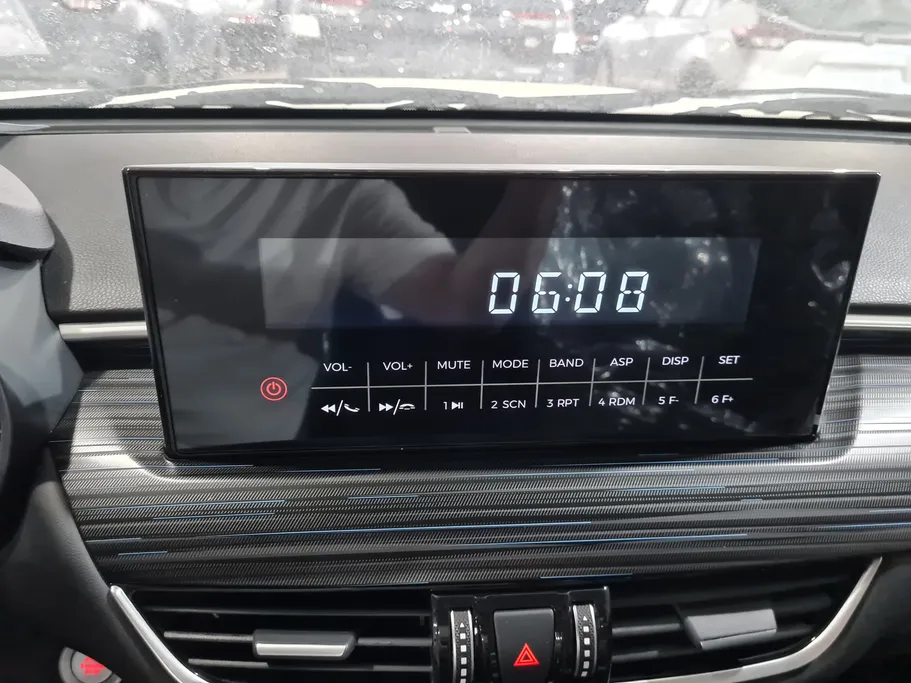 06:08
VOL- VOL+ MUTE MODE BAND ASP DISP SET
1 2 SCN 3 RPT 4 RDM 5 F- 6 F+